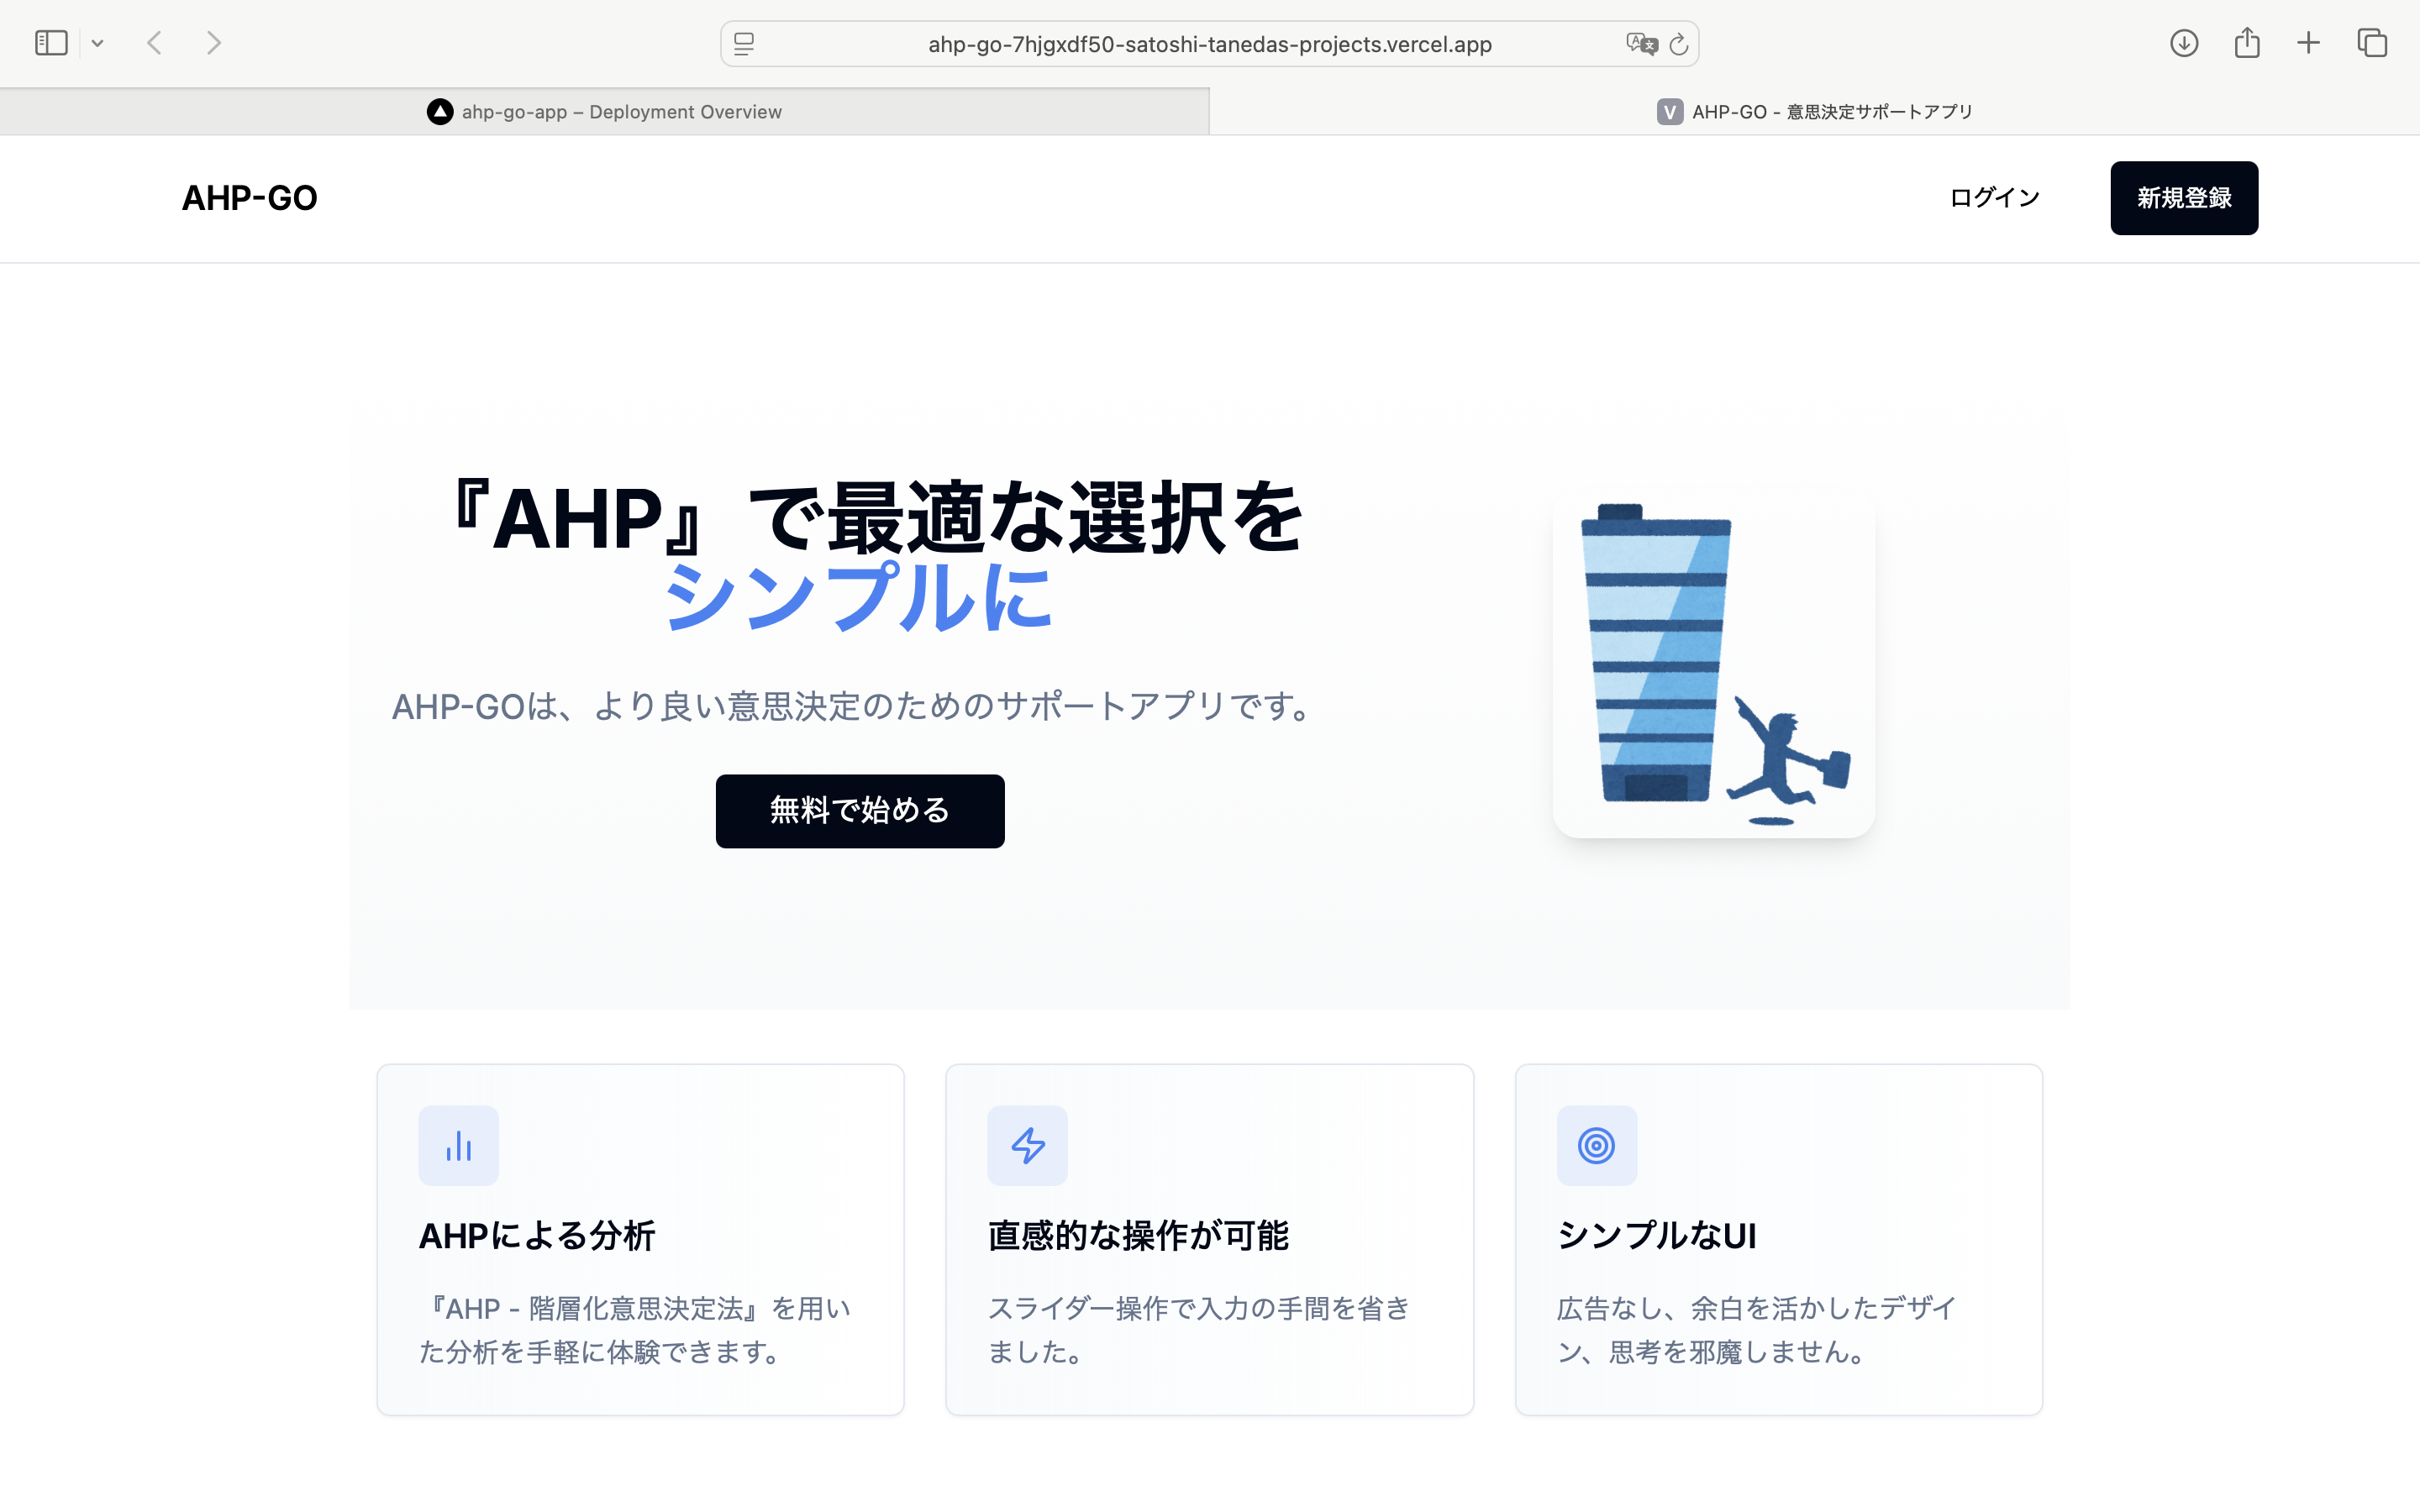 ahp-go-7hjgxdf50-satoshi-tanedas-projects.vercel.app
ahp-go-app – Deployment Overview
V AHP-GO - 意思決定サポートアプリ
AHP-GO
ログイン
新規登録
『AHP』で最適な選択を
シンプルに
AHP-GOは、より良い意思決定のためのサポートアプリです。
無料で始める
AHPによる分析
『AHP - 階層化意思決定法』を用い
た分析を手軽に体験できます。
直感的な操作が可能
スライダー操作で入力の手間を省き
ました。
シンプルなUI
広告なし、余白を活かしたデザイ
ン、思考を邪魔しません。